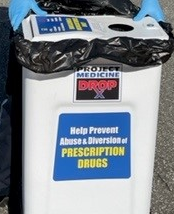 PROJECT
MEDICINE
DROP
Help Prevent
Abuse & Diversion of
PRESCRIPTION
DRUGS